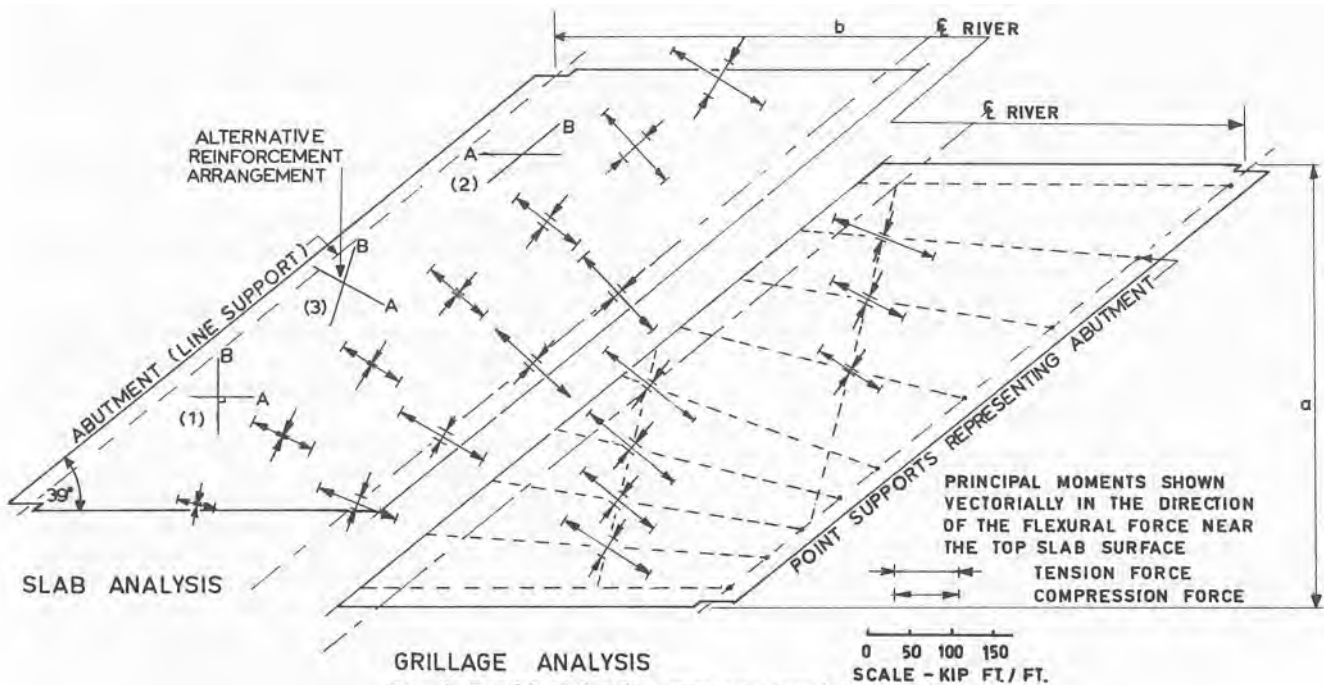 b
℄ RIVER
℄ RIVER
ALTERNATIVE
REINFORCEMENT
ARRANGEMENT
B
A
(2)
B
A
(3)
B
A
(1)
ABUTMENT (LINE SUPPORT)
39°
SLAB ANALYSIS
POINT SUPPORTS REPRESENTING ABUTMENT
a
PRINCIPAL MOMENTS SHOWN
VECTORIALLY IN THE DIRECTION
OF THE FLEXURAL FORCE NEAR
THE TOP SLAB SURFACE
TENSION FORCE
COMPRESSION FORCE
GRILLAGE ANALYSIS
0 50 100 150
SCALE - KIP FT./ FT.